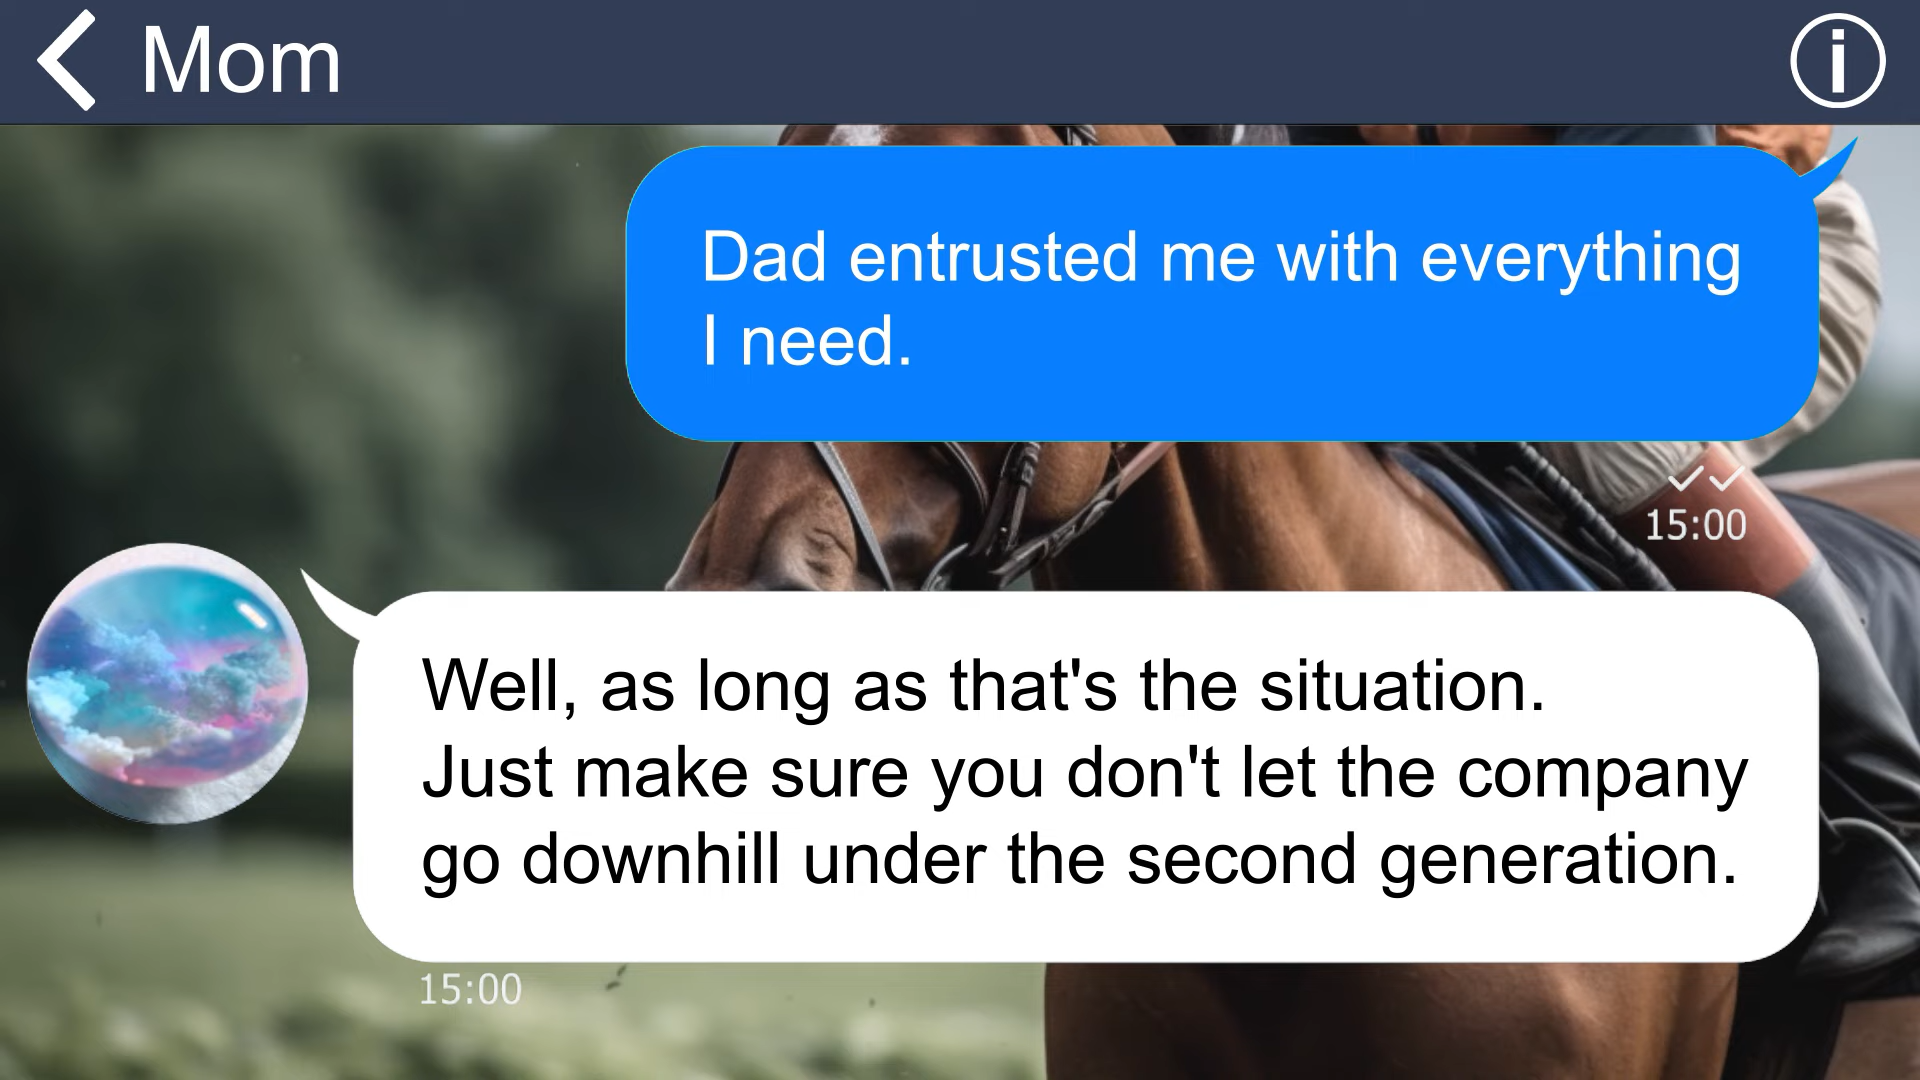 Mom
Dad entrusted me with everything
I need.
15:00
Well, as long as that's the situation.
Just make sure you don't let the company
go downhill under the second generation.
15:00